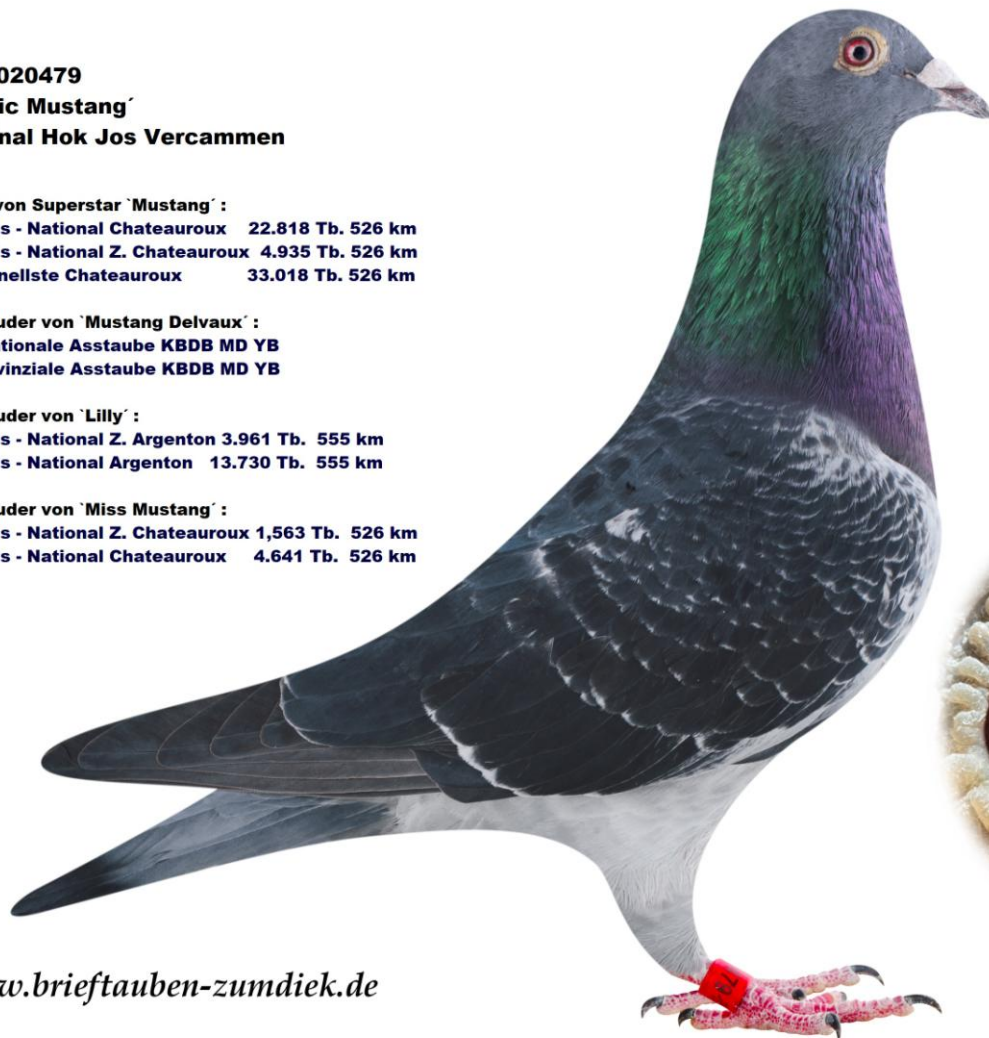 020479
ic Mustang´
nal Hok Jos Vercammen
von Superstar `Mustang´ :
s - National Chateauroux 22.818 Tb. 526 km
s - National Z. Chateauroux 4.935 Tb. 526 km
nellste Chateauroux 33.018 Tb. 526 km
uder von `Mustang Delvaux´ :
tionale Asstaube KBDB MD YB
vinziale Asstaube KBDB MD YB
uder von `Lilly´ :
s - National Z. Argenton 3.961 Tb. 555 km
s - National Argenton 13.730 Tb. 555 km
uder von `Miss Mustang´ :
s - National Z. Chateauroux 1,563 Tb. 526 km
s - National Chateauroux 4.641 Tb. 526 km
w.brieftauben-zumdiek.de